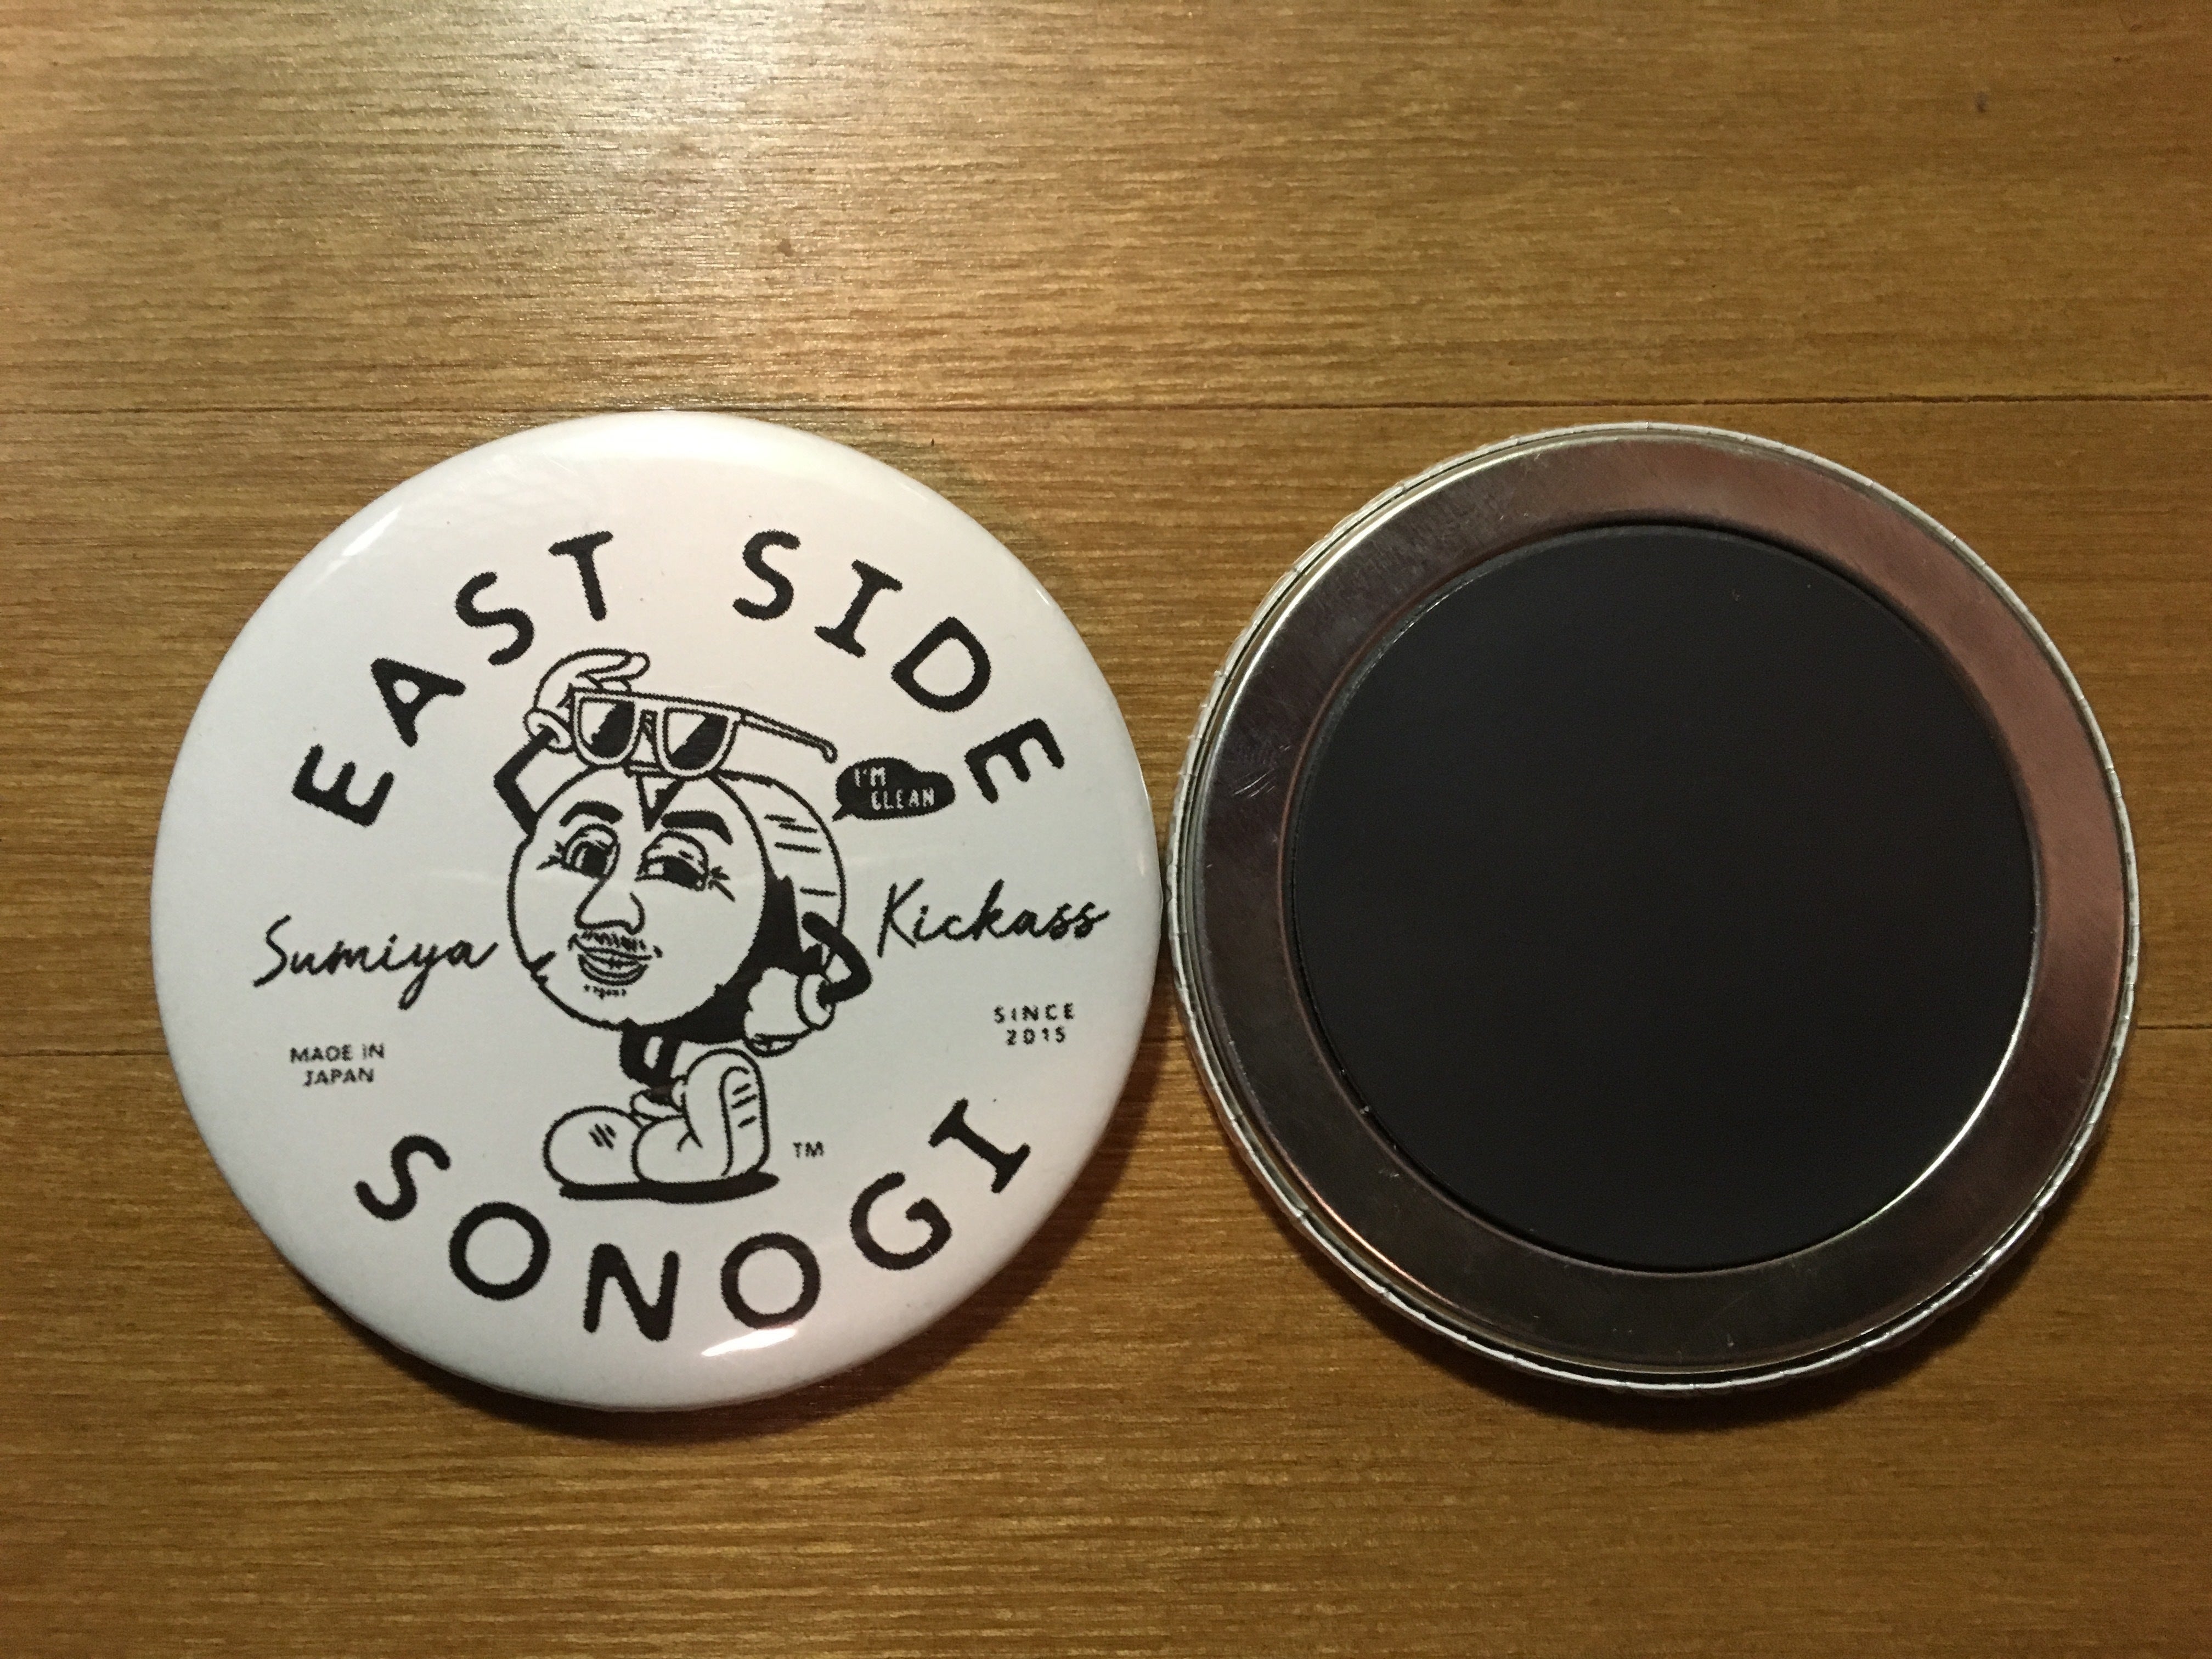 EAST SIDE
I'M
CLEAN
Sumiya Kickass
SINCE
2015
MADE IN
JAPAN
TM
SONOGI